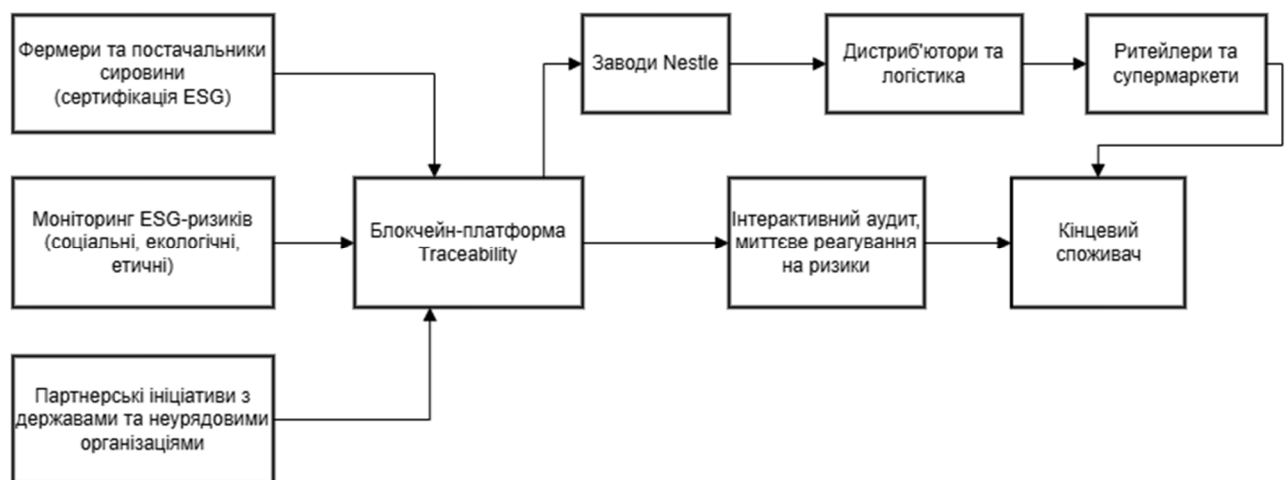 Фермери та постачальники
сировини
(сертифікація ESG)
Заводи Nestle
Дистриб'ютори та
логістика
Ритейлери та
супермаркети
Моніторинг ESG-ризиків
(соціальні, екологічні,
етичні)
Блокчейн-платформа
Traceability
Інтерактивний аудит,
миттєве реагування
на ризики
Кінцевий
споживач
Партнерські ініціативи з
державами та неурядовими
організаціями